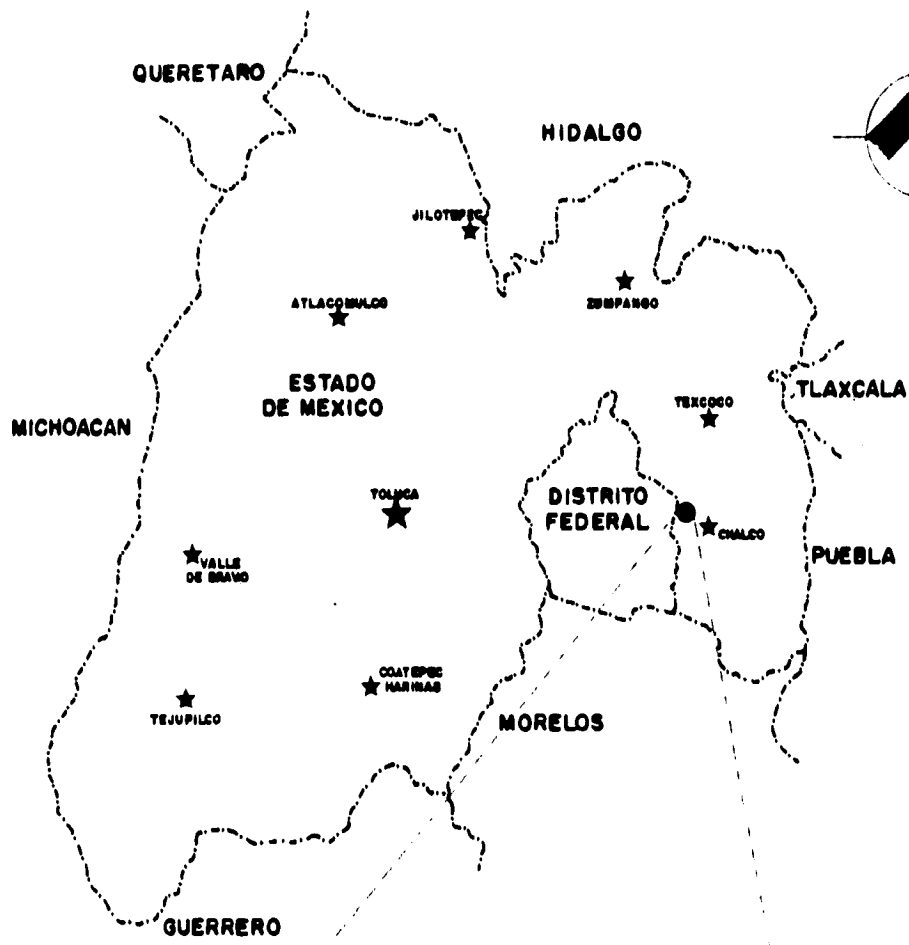 QUERETARO
HIDALGO
JILOTEPEC
ATLACOMULCO
ZUMPANGO
ESTADO
DE MEXICO
TLAXCALA
TEXCOCO
MICHOACAN
TOLUCA
DISTRITO
FEDERAL
CHALCO
VALLE
DE BRAVO
PUEBLA
COATEPEC
HARINAS
TEJUPILCO
MORELOS
GUERRERO